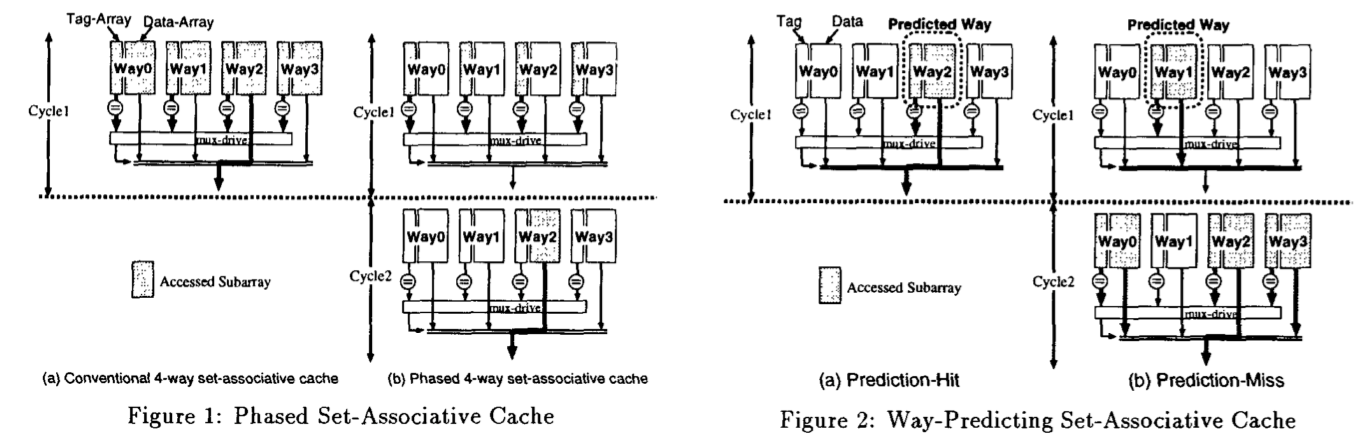 Tag-Array Data-Array
Way0 Way1 Way2 Way3
Cycle1
mux-drive
Way0 Way1 Way2 Way3
Cycle1
mux-drive
Way0 Way1 Way2 Way3
Cycle2
mux-drive
Accessed Subarray
(a) Conventional 4-way set-associative cache
(b) Phased 4-way set-associative cache
Figure 1: Phased Set-Associative Cache
Tag Data Predicted Way
Way0 Way1 Way2 Way3
Cycle1
mux-drive
Predicted Way
Way0 Way1 Way2 Way3
Cycle1
mux-drive
Way0 Way1 Way2 Way3
Cycle2
mux-drive
Accessed Subarray
(a) Prediction-Hit
(b) Prediction-Miss
Figure 2: Way-Predicting Set-Associative Cache